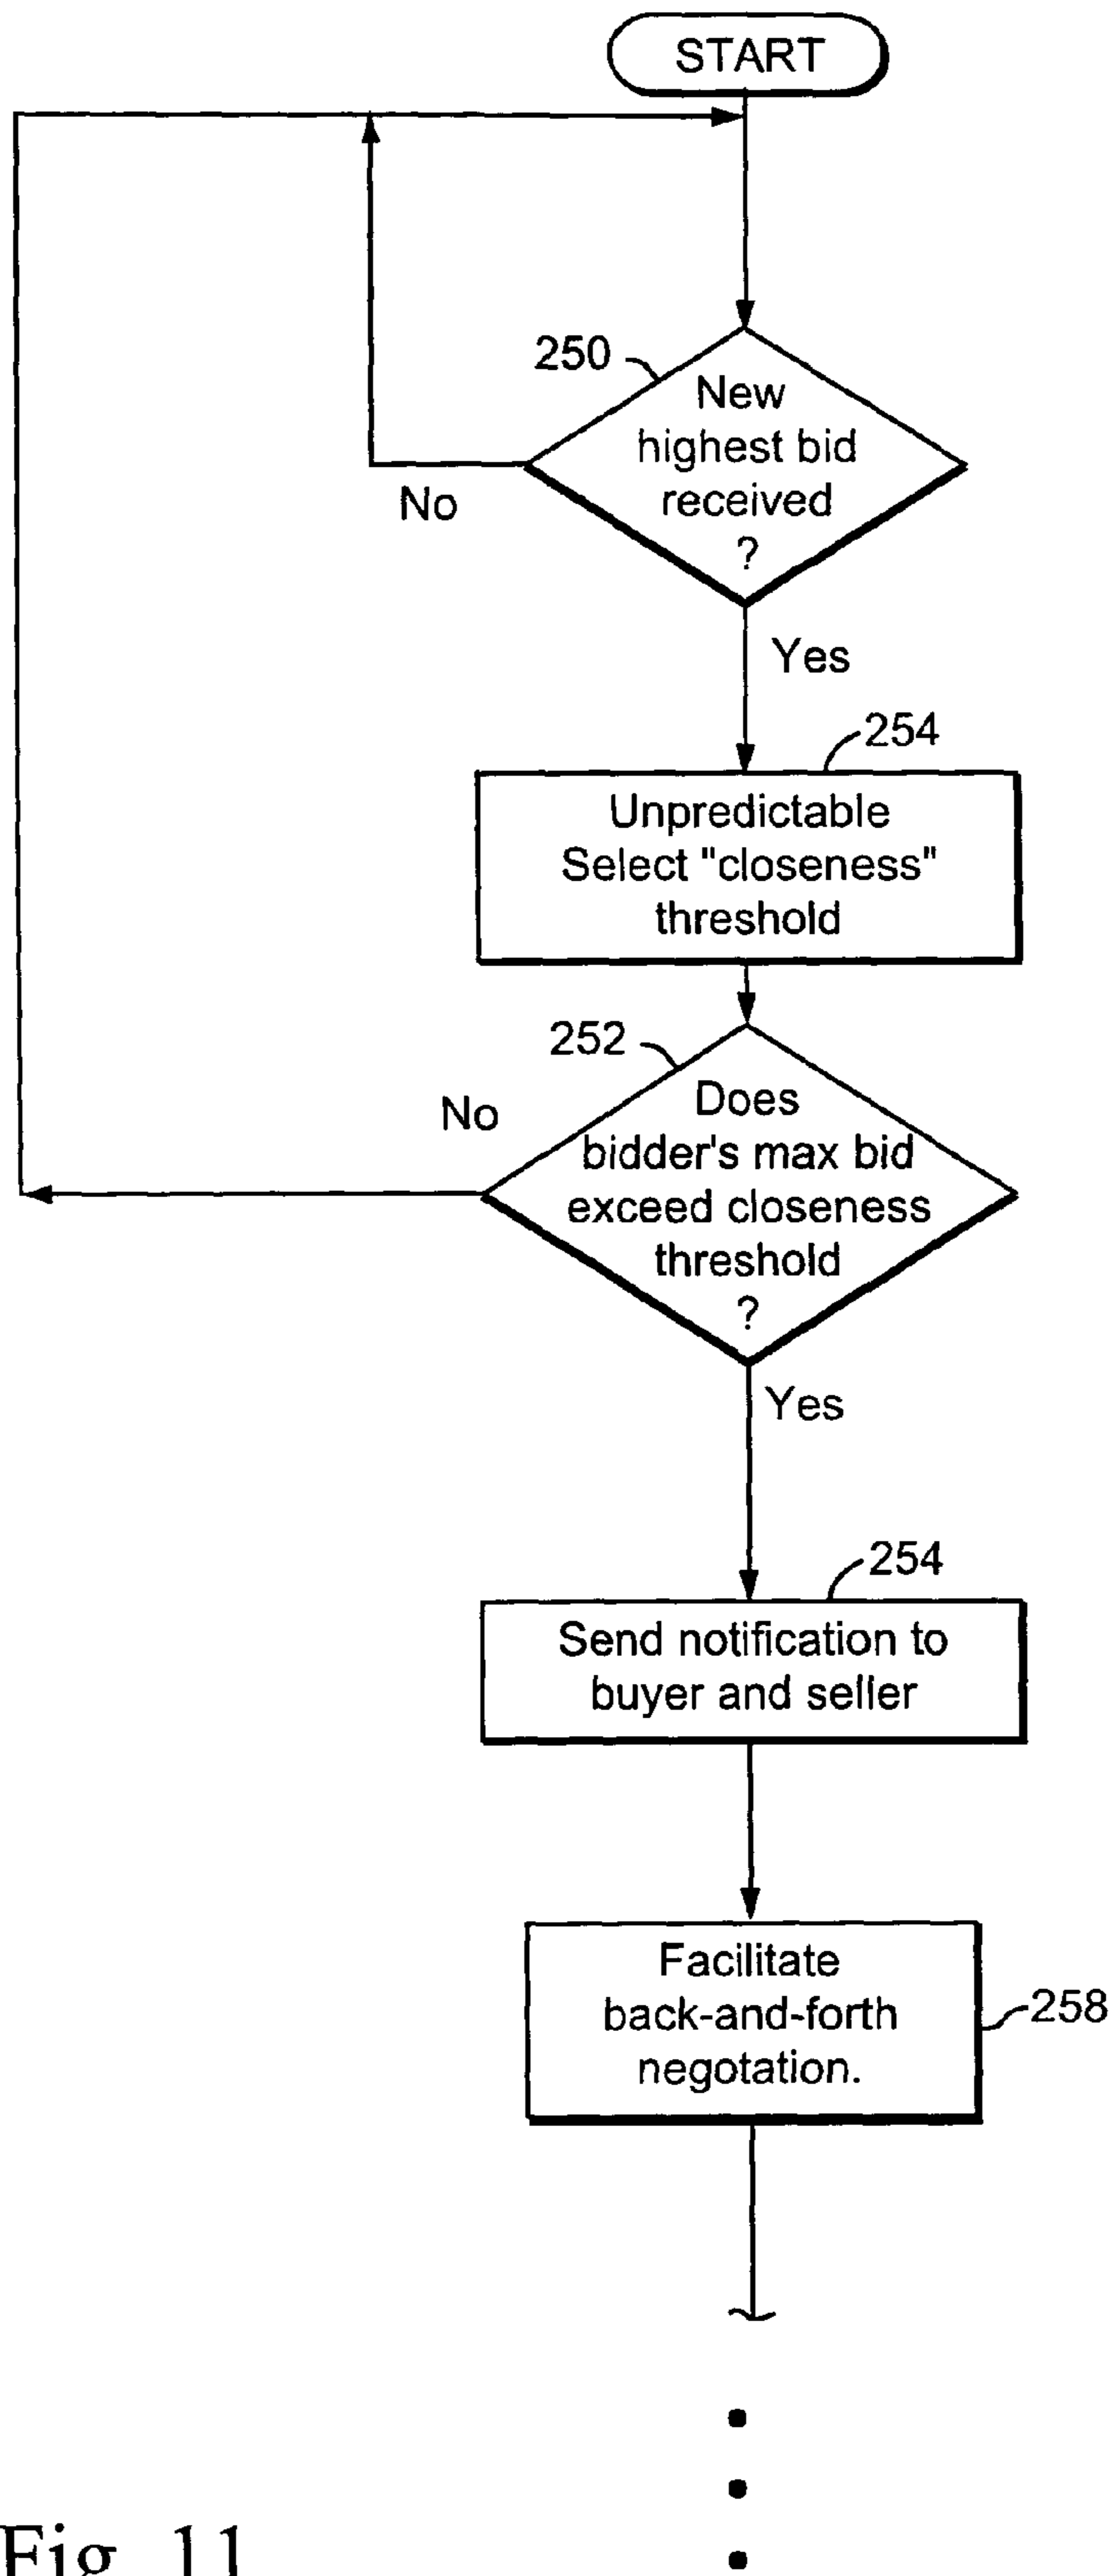 START
250
New
highest bid
received
?
No
Yes
254
Unpredictable
Select "closeness"
threshold
252
No
Does
bidder's max bid
exceed closeness
threshold
?
Yes
254
Send notification to
buyer and seller
Facilitate
back-and-forth
negotation.
258
Fig. 11